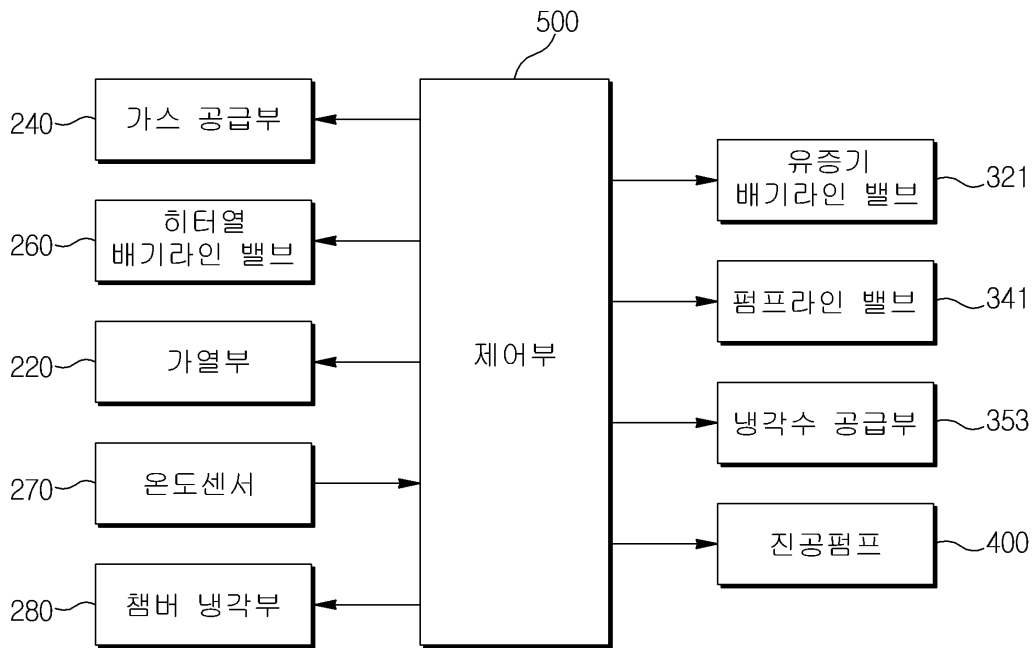 500
240
가스 공급부
260
히터열
배기라인 밸브
220
가열부
270
온도센서
280
챔버 냉각부
제어부
유증기
배기라인 밸브
321
펌프라인 밸브
341
냉각수 공급부
353
진공펌프
400